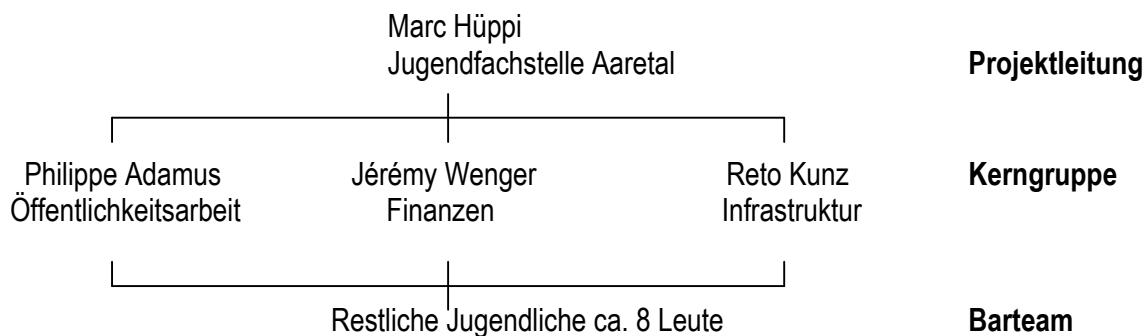 Marc Hüppi
Jugendfachstelle Aaretal Projektleitung
Philippe Adamus Jérémy Wenger Reto Kunz Kerngruppe
Öffentlichkeitsarbeit Finanzen Infrastruktur
Restliche Jugendliche ca. 8 Leute Barteam